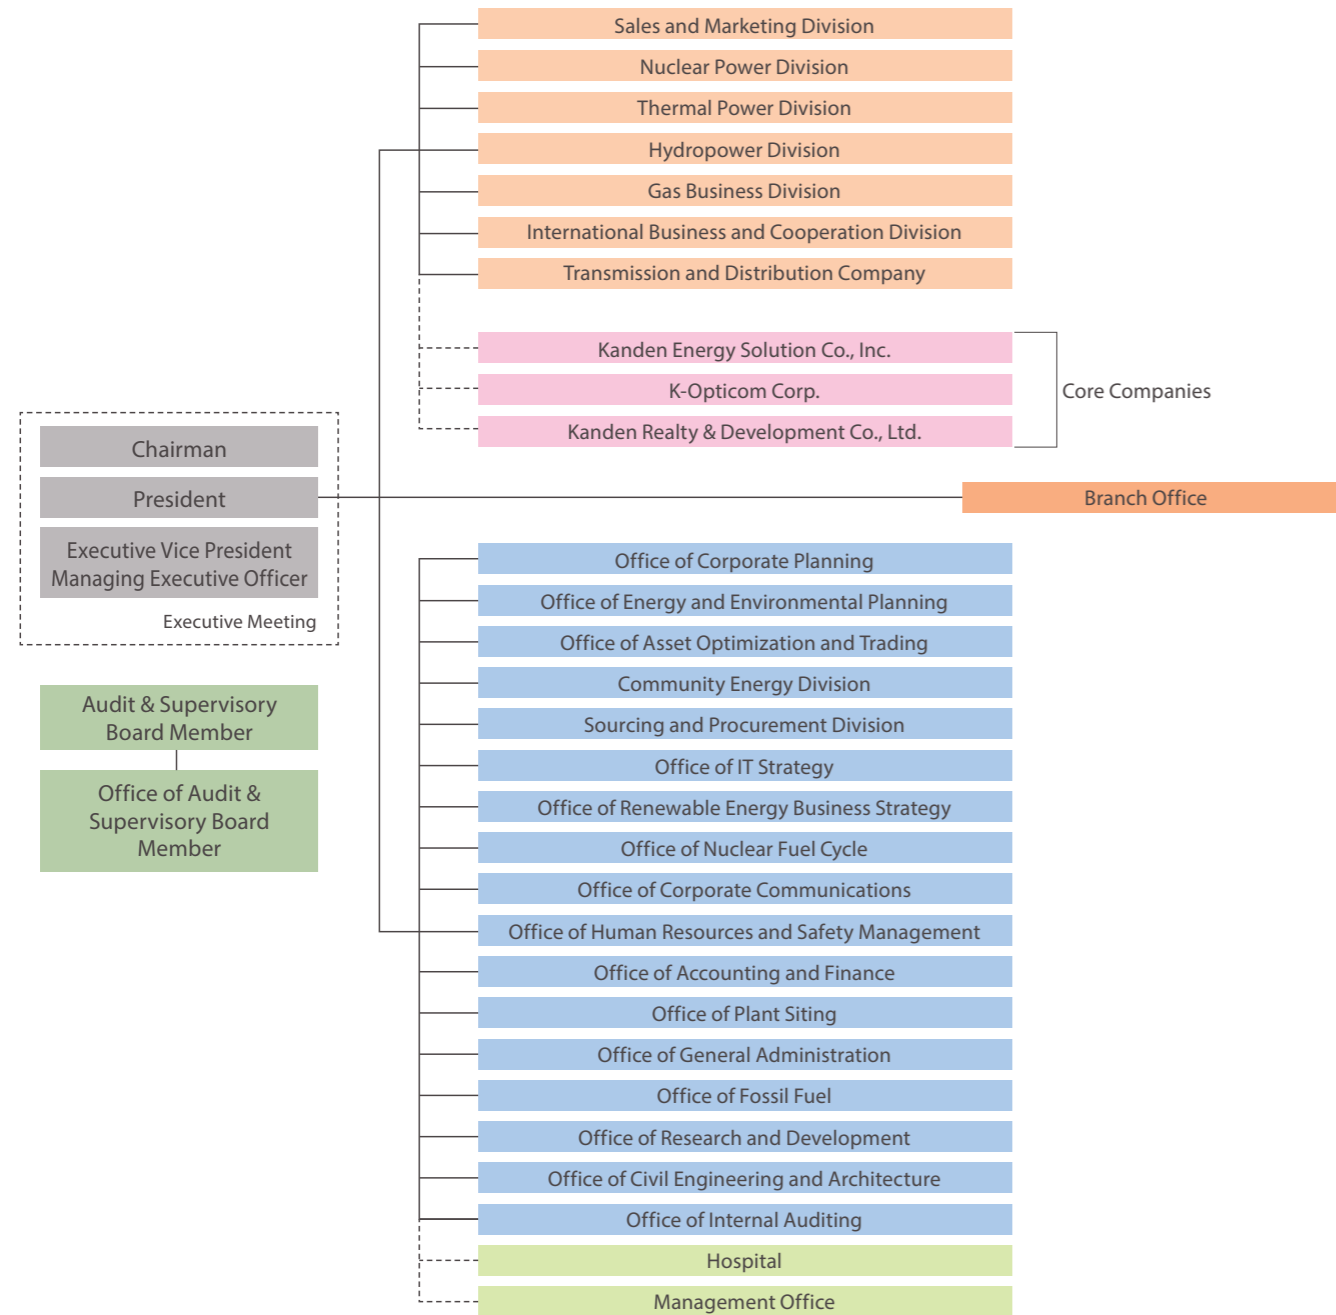 Sales and Marketing Division
Nuclear Power Division
Thermal Power Division
Hydropower Division
Gas Business Division
International Business and Cooperation Division
Transmission and Distribution Company
Kanden Energy Solution Co., Inc.
K-Opticom Corp.
Kanden Realty & Development Co., Ltd.
Core Companies
Chairman
President
Executive Vice President
Managing Executive Officer
Executive Meeting
Branch Office
Audit & Supervisory
Board Member
Office of Audit &
Supervisory Board
Member
Office of Corporate Planning
Office of Energy and Environmental Planning
Office of Asset Optimization and Trading
Community Energy Division
Sourcing and Procurement Division
Office of IT Strategy
Office of Renewable Energy Business Strategy
Office of Nuclear Fuel Cycle
Office of Corporate Communications
Office of Human Resources and Safety Management
Office of Accounting and Finance
Office of Plant Siting
Office of General Administration
Office of Fossil Fuel
Office of Research and Development
Office of Civil Engineering and Architecture
Office of Internal Auditing
Hospital
Management Office